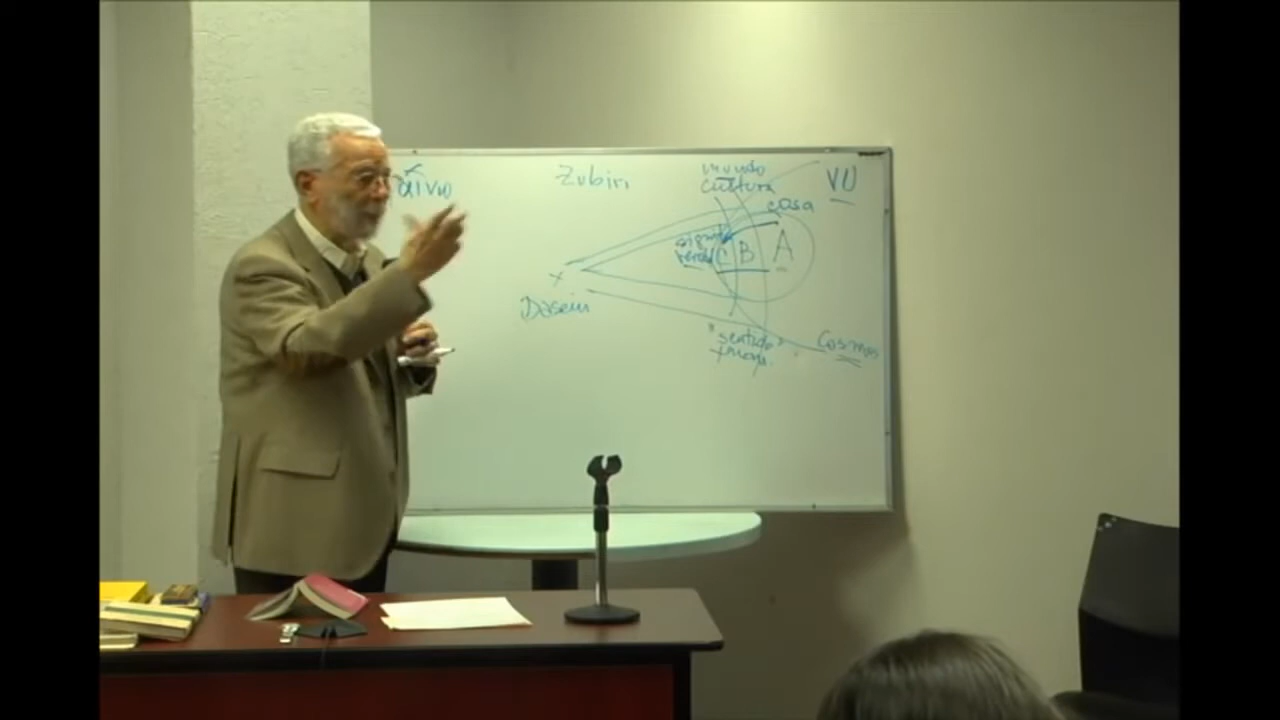 Zubiri
mundo
cultura
VU
cosa
C B A
Dasein
"sentido"
Cosmos